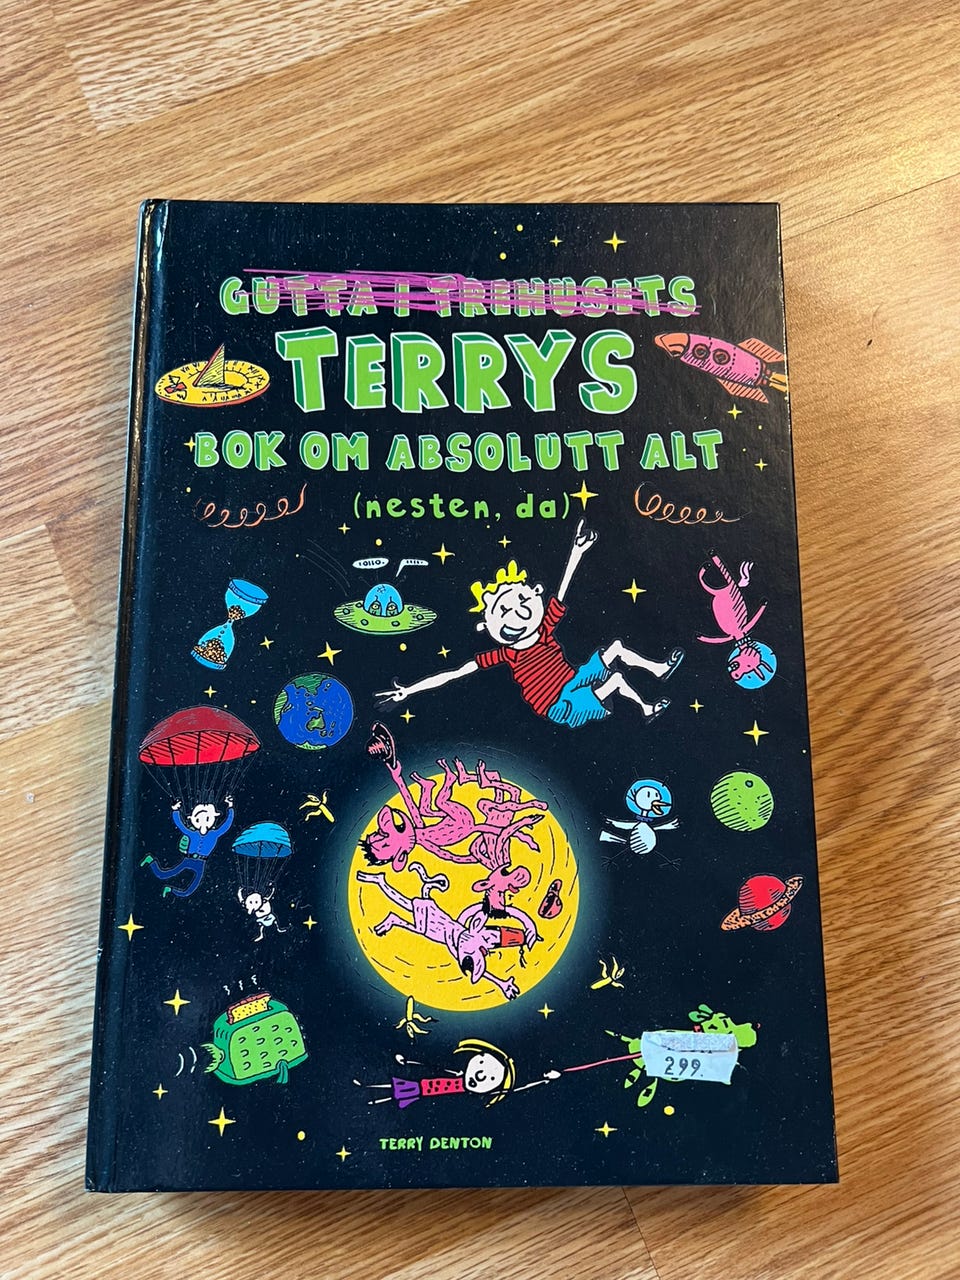 GUTTA I TREHUSETS
TERRYS
BOK OM ABSOLUTT ALT
(nesten, da)
TERRY DENTON
299.